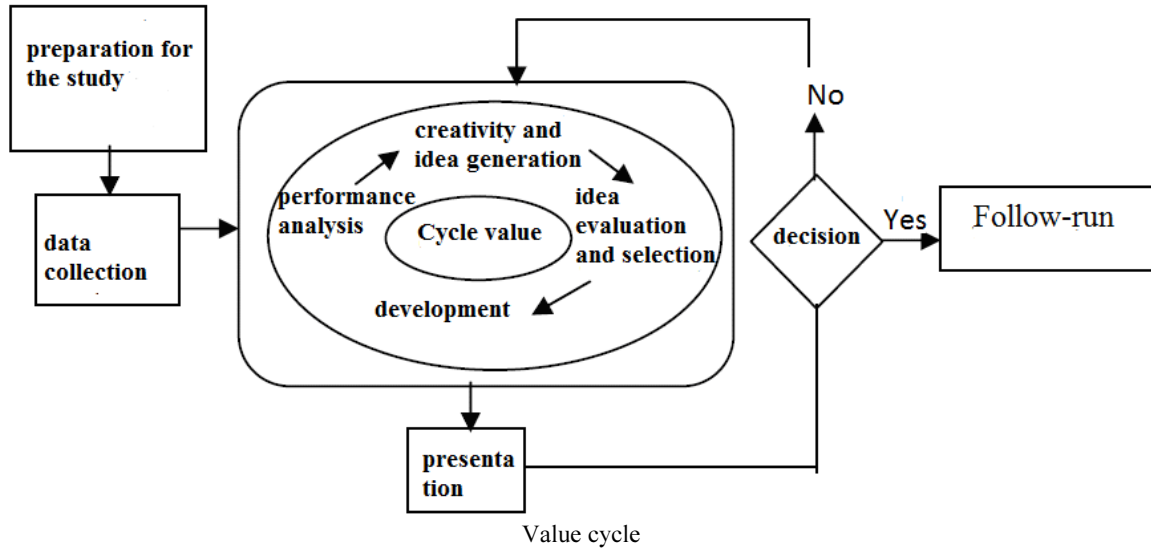 preparation for
the study
data
collection
creativity and
idea generation
performance
analysis
Cycle value
idea
evaluation
and selection
development
presenta
tion
No
decision
Yes
Follow-run
Value cycle